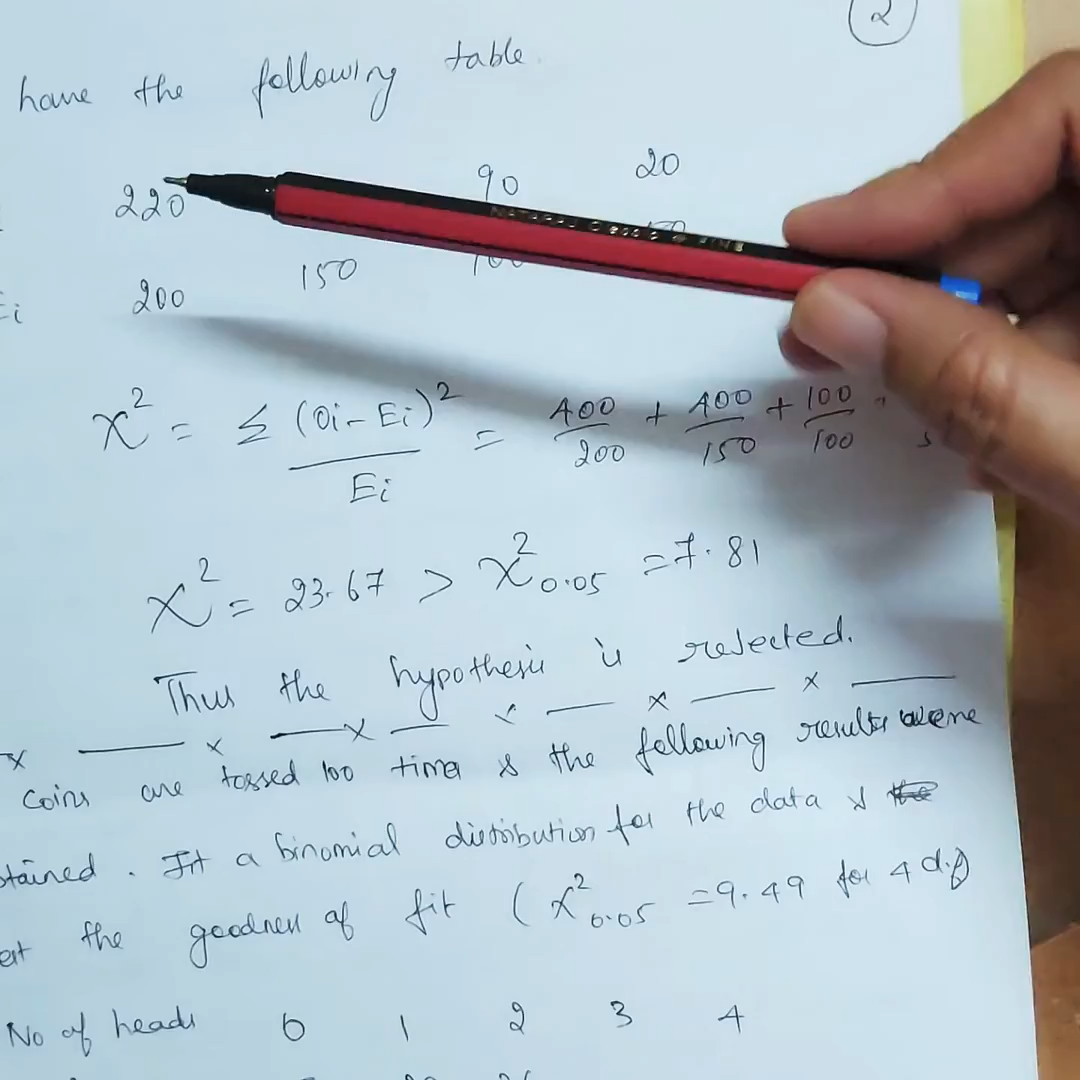 2
have the following table.
220 90 20
Ei 200 150 100
χ² = Σ (Oi - Ei)² / Ei = 400/200 + 400/150 + 100/100
χ² = 23.67 > χ²0.05 = 7.81
Thus the hypothesis is rejected.
x — x — x — x — x — x —
Coins are tossed 100 times & the following results were
tained. Fit a binomial distribution for the data &
the goodness of fit ( χ²0.05 = 9.49 for 4 d.f)
No of heads 0 1 2 3 4